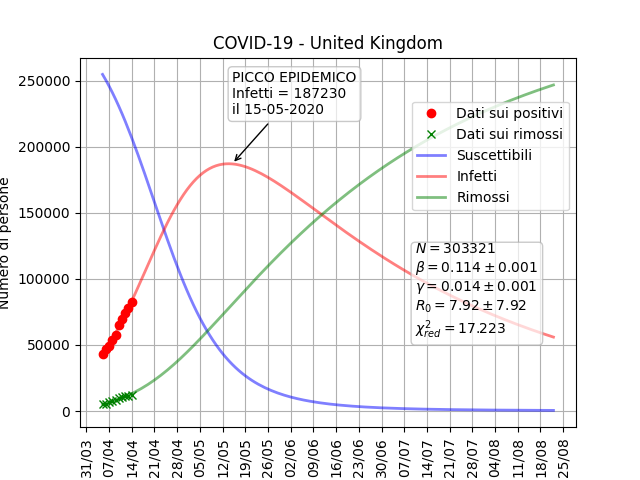 COVID-19 - United Kingdom
PICCO EPIDEMICO
Infetti = 187230
il 15-05-2020
Dati sui positivi
Dati sui rimossi
Suscettibili
Infetti
Rimossi
N = 303321
β = 0.114 ± 0.001
γ = 0.014 ± 0.001
R₀ = 7.92 ± 7.92
χ²red = 17.223
Numero di persone
250000
200000
150000
100000
50000
0
31/03
07/04
14/04
21/04
28/04
05/05
12/05
19/05
26/05
02/06
09/06
16/06
23/06
30/06
07/07
14/07
21/07
28/07
04/08
11/08
18/08
25/08